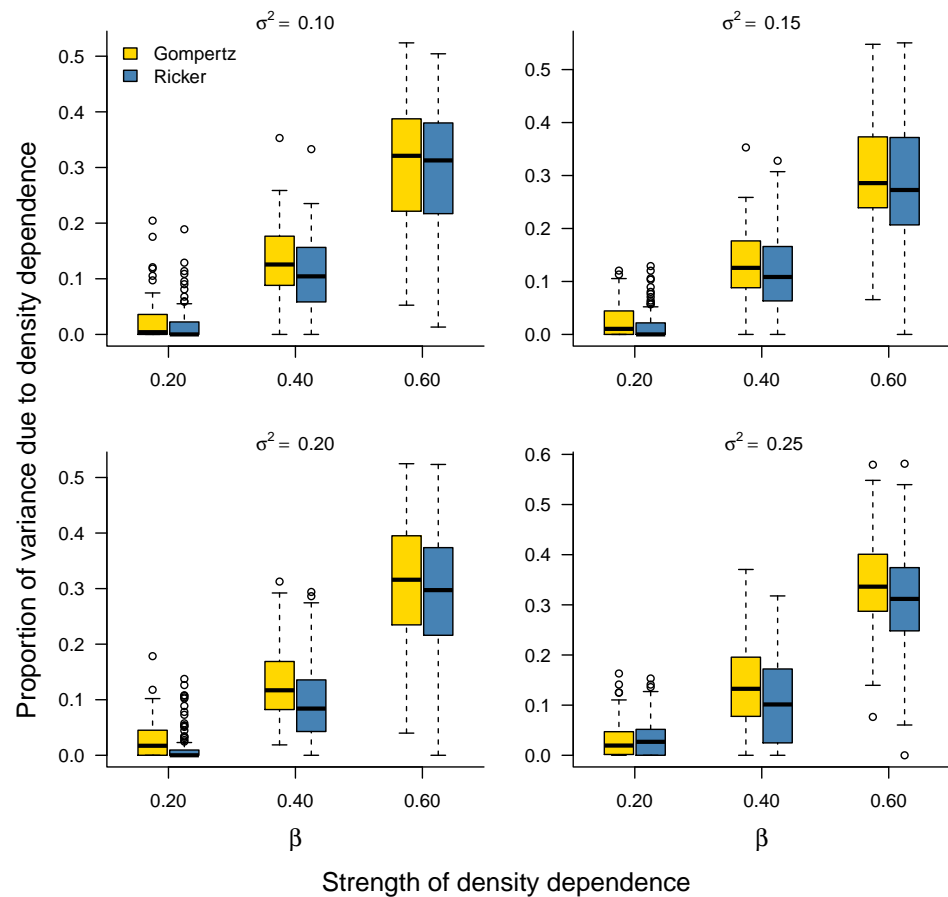 Proportion of variance due to density dependence
σ² = 0.10
Gompertz
Ricker
0.5
0.4
0.3
0.2
0.1
0.0
0.20 0.40 0.60
σ² = 0.15
0.5
0.4
0.3
0.2
0.1
0.0
0.20 0.40 0.60
σ² = 0.20
0.5
0.4
0.3
0.2
0.1
0.0
0.20 0.40 0.60
β
σ² = 0.25
0.6
0.5
0.4
0.3
0.2
0.1
0.0
0.20 0.40 0.60
β
Strength of density dependence